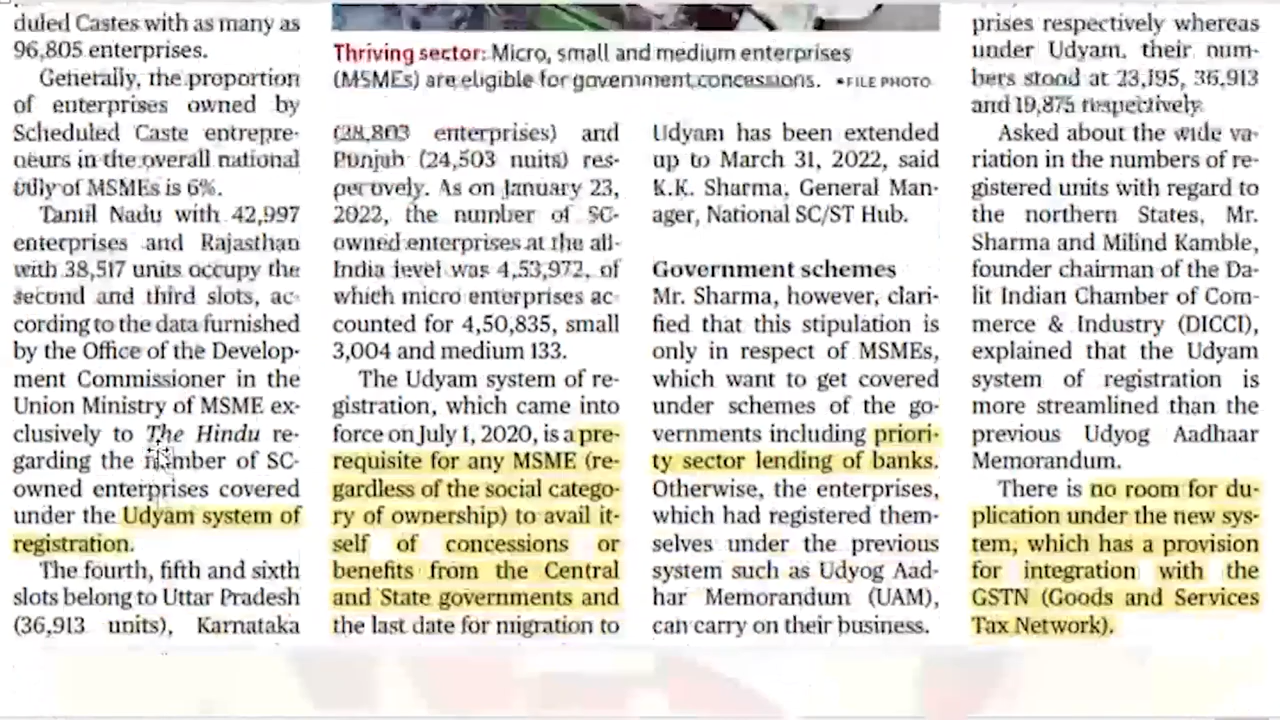 duled Castes with as many as
96,805 enterprises.
Generally, the proportion
of enterprises owned by
Scheduled Caste entrepre-
neurs in the overall national
tally of MSMEs is 6%.
Tamil Nadu with 42,997
enterprises and Rajasthan
with 38,517 units occupy the
second and third slots, ac-
cording to the data furnished
by the Office of the Develop-
ment Commissioner in the
Union Ministry of MSME ex-
clusively to The Hindu re-
garding the number of SC-
owned enterprises covered
under the Udyam system of
registration.
The fourth, fifth and sixth
slots belong to Uttar Pradesh
(36,913 units), Karnataka
Thriving sector: Micro, small and medium enterprises
(MSMEs) are eligible for government concessions. •FILE PHOTO
(28,803 enterprises) and
Punjab (24,503 units) res-
pectively. As on January 23,
2022, the number of SC-
owned enterprises at the all-
India level was 4,53,972, of
which micro enterprises ac-
counted for 4,50,835, small
3,004 and medium 133.
The Udyam system of re-
gistration, which came into
force on July 1, 2020, is a pre-
requisite for any MSME (re-
gardless of the social catego-
ry of ownership) to avail it-
self of concessions or
benefits from the Central
and State governments and
the last date for migration to
Udyam has been extended
up to March 31, 2022, said
K.K. Sharma, General Man-
ager, National SC/ST Hub.
Government schemes
Mr. Sharma, however, clari-
fied that this stipulation is
only in respect of MSMEs,
which want to get covered
under schemes of the go-
vernments including priori-
ty sector lending of banks.
Otherwise, the enterprises,
which had registered them-
selves under the previous
system such as Udyog Aad-
har Memorandum (UAM),
can carry on their business.
prises respectively whereas
under Udyam, their num-
bers stood at 23,195, 36,913
and 19,875 respectively.
Asked about the wide va-
riation in the numbers of re-
gistered units with regard to
the northern States, Mr.
Sharma and Milind Kamble,
founder chairman of the Da-
lit Indian Chamber of Com-
merce & Industry (DICCI),
explained that the Udyam
system of registration is
more streamlined than the
previous Udyog Aadhaar
Memorandum.
There is no room for du-
plication under the new sys-
tem, which has a provision
for integration with the
GSTN (Goods and Services
Tax Network).